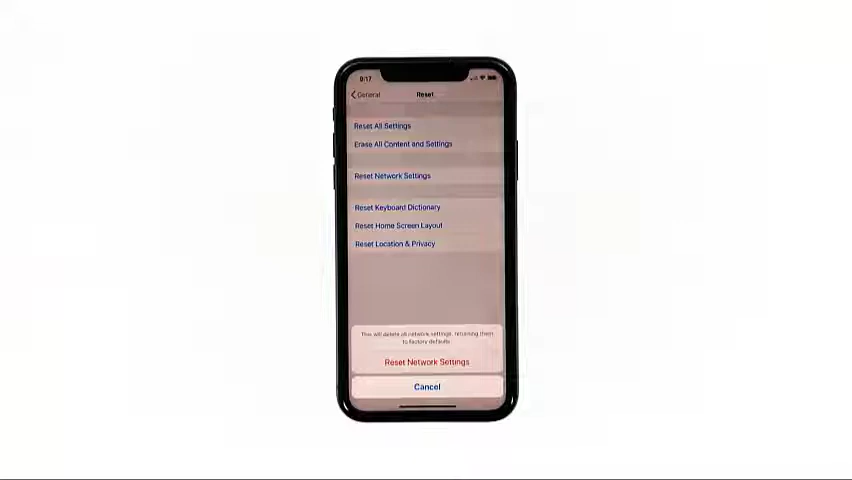 8:17
General
Reset
Reset All Settings
Erase All Content and Settings
Reset Network Settings
Reset Keyboard Dictionary
Reset Home Screen Layout
Reset Location & Privacy
This will delete all network settings, returning them
to factory defaults.
Reset Network Settings
Cancel